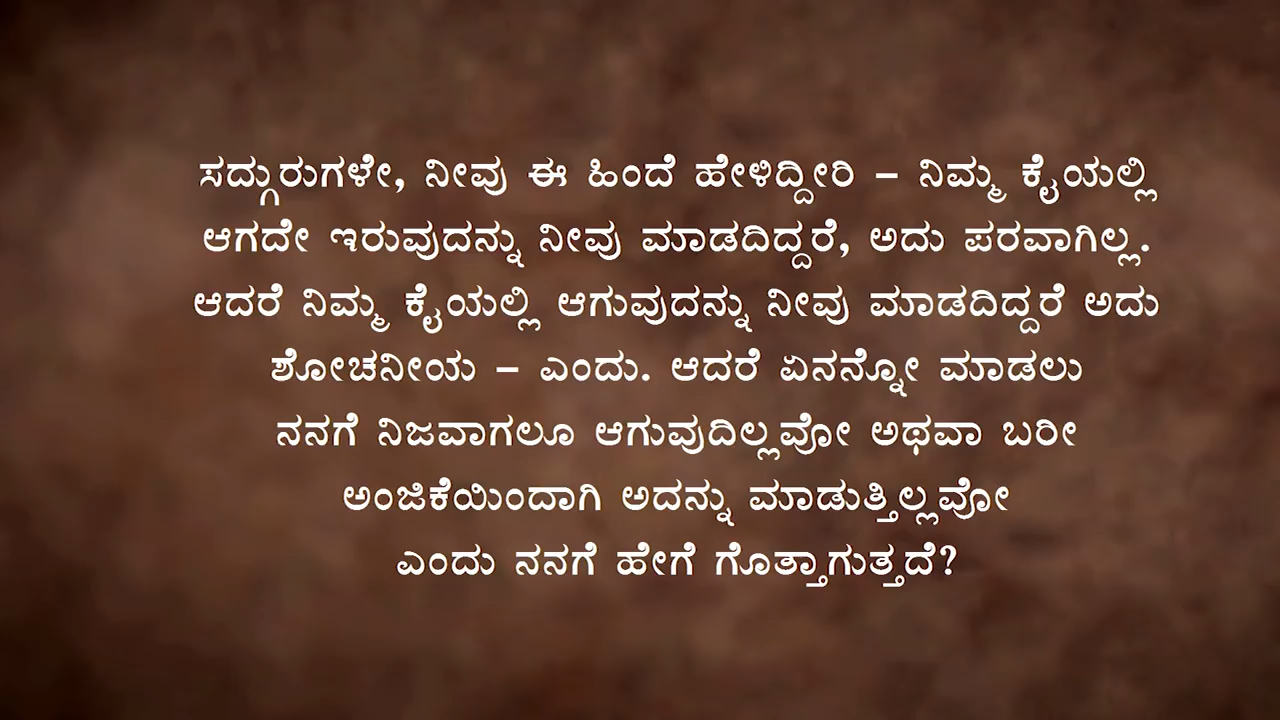 ಸದ್ಗುರುಗಳೇ, ನೀವು ಈ ಹಿಂದೆ ಹೇಳಿದ್ದೀರಿ – ನಿಮ್ಮ ಕೈಯಲ್ಲಿ
ಆಗದೇ ಇರುವುದನ್ನು ನೀವು ಮಾಡದಿದ್ದರೆ, ಅದು ಪರವಾಗಿಲ್ಲ.
ಆದರೆ ನಿಮ್ಮ ಕೈಯಲ್ಲಿ ಆಗುವುದನ್ನು ನೀವು ಮಾಡದಿದ್ದರೆ ಅದು
ಶೋಚನೀಯ – ಎಂದು. ಆದರೆ ಏನನ್ನೋ ಮಾಡಲು
ನನಗೆ ನಿಜವಾಗಲೂ ಆಗುವುದಿಲ್ಲವೋ ಅಥವಾ ಬರೀ
ಅಂಜಿಕೆಯಿಂದಾಗಿ ಅದನ್ನು ಮಾಡುತ್ತಿಲ್ಲವೋ
ಎಂದು ನನಗೆ ಹೇಗೆ ಗೊತ್ತಾಗುತ್ತದೆ?